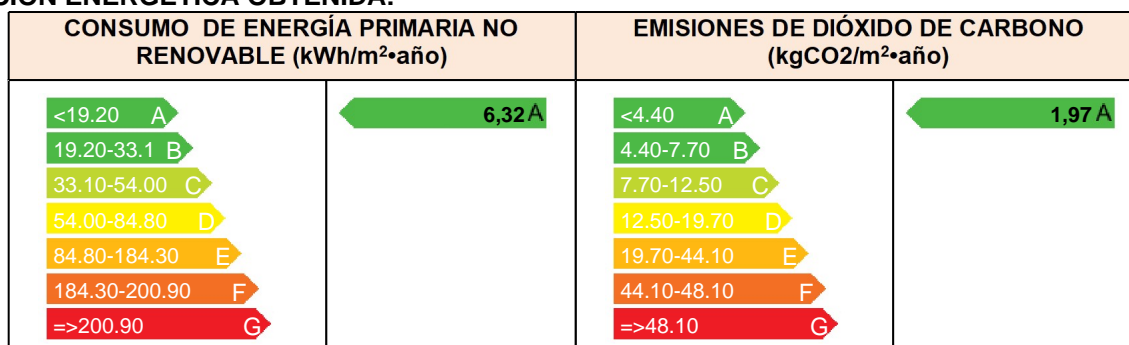 CONSUMO DE ENERGÍA PRIMARIA NO
RENOVABLE (kWh/m²•año)
<19.20 A
19.20-33.1 B
33.10-54.00 C
54.00-84.80 D
84.80-184.30 E
184.30-200.90 F
=>200.90 G
6,32 A
EMISIONES DE DIÓXIDO DE CARBONO
(kgCO2/m²•año)
<4.40 A
4.40-7.70 B
7.70-12.50 C
12.50-19.70 D
19.70-44.10 E
44.10-48.10 F
=>48.10 G
1,97 A